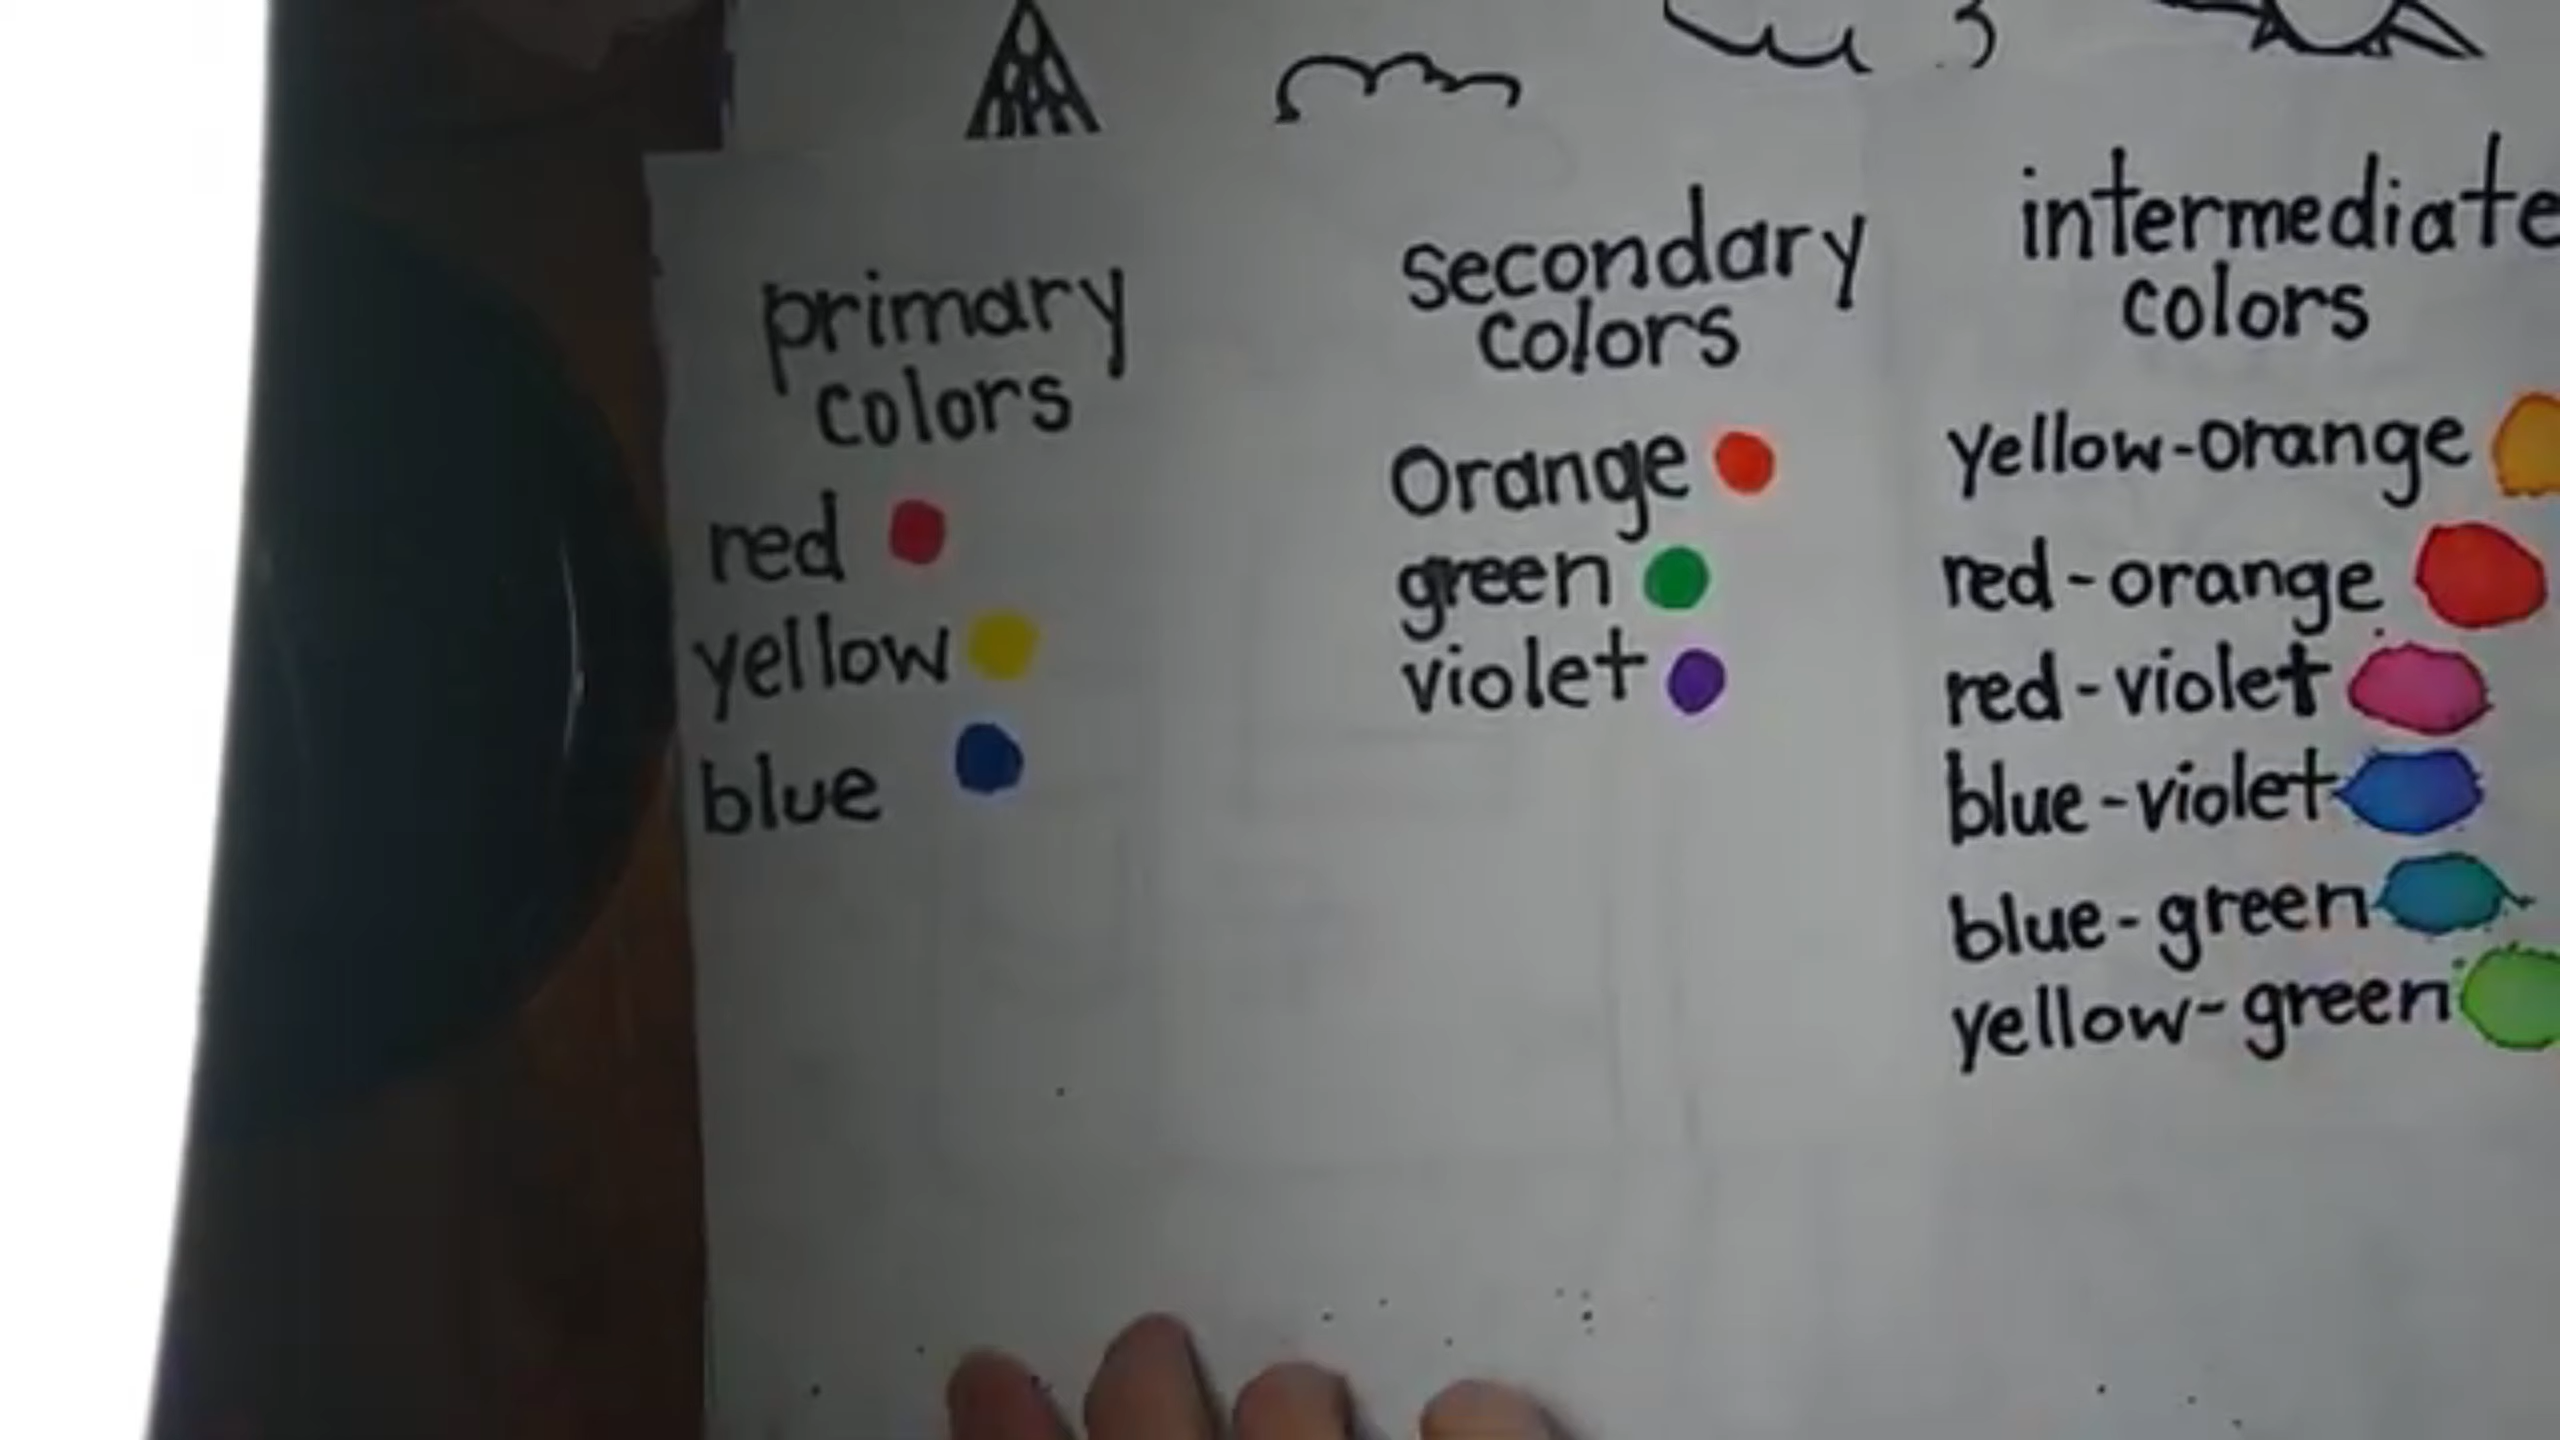 primary
colors
red
yellow
blue
secondary
colors
Orange
green
violet
intermediate
colors
yellow-orange
red-orange
red-violet
blue-violet
blue-green
yellow-green